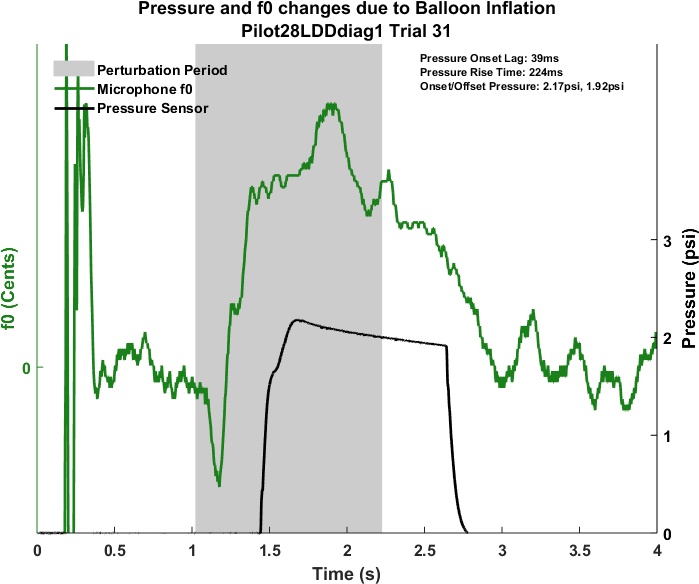 Pressure and f0 changes due to Balloon Inflation
Pilot28LDDdiag1 Trial 31
Perturbation Period
Microphone f0
Pressure Sensor
Pressure Onset Lag: 39ms
Pressure Rise Time: 224ms
Onset/Offset Pressure: 2.17psi, 1.92psi
f0 (Cents)
0
3
2
1
0
Pressure (psi)
0 0.5 1 1.5 2 2.5 3 3.5 4
Time (s)